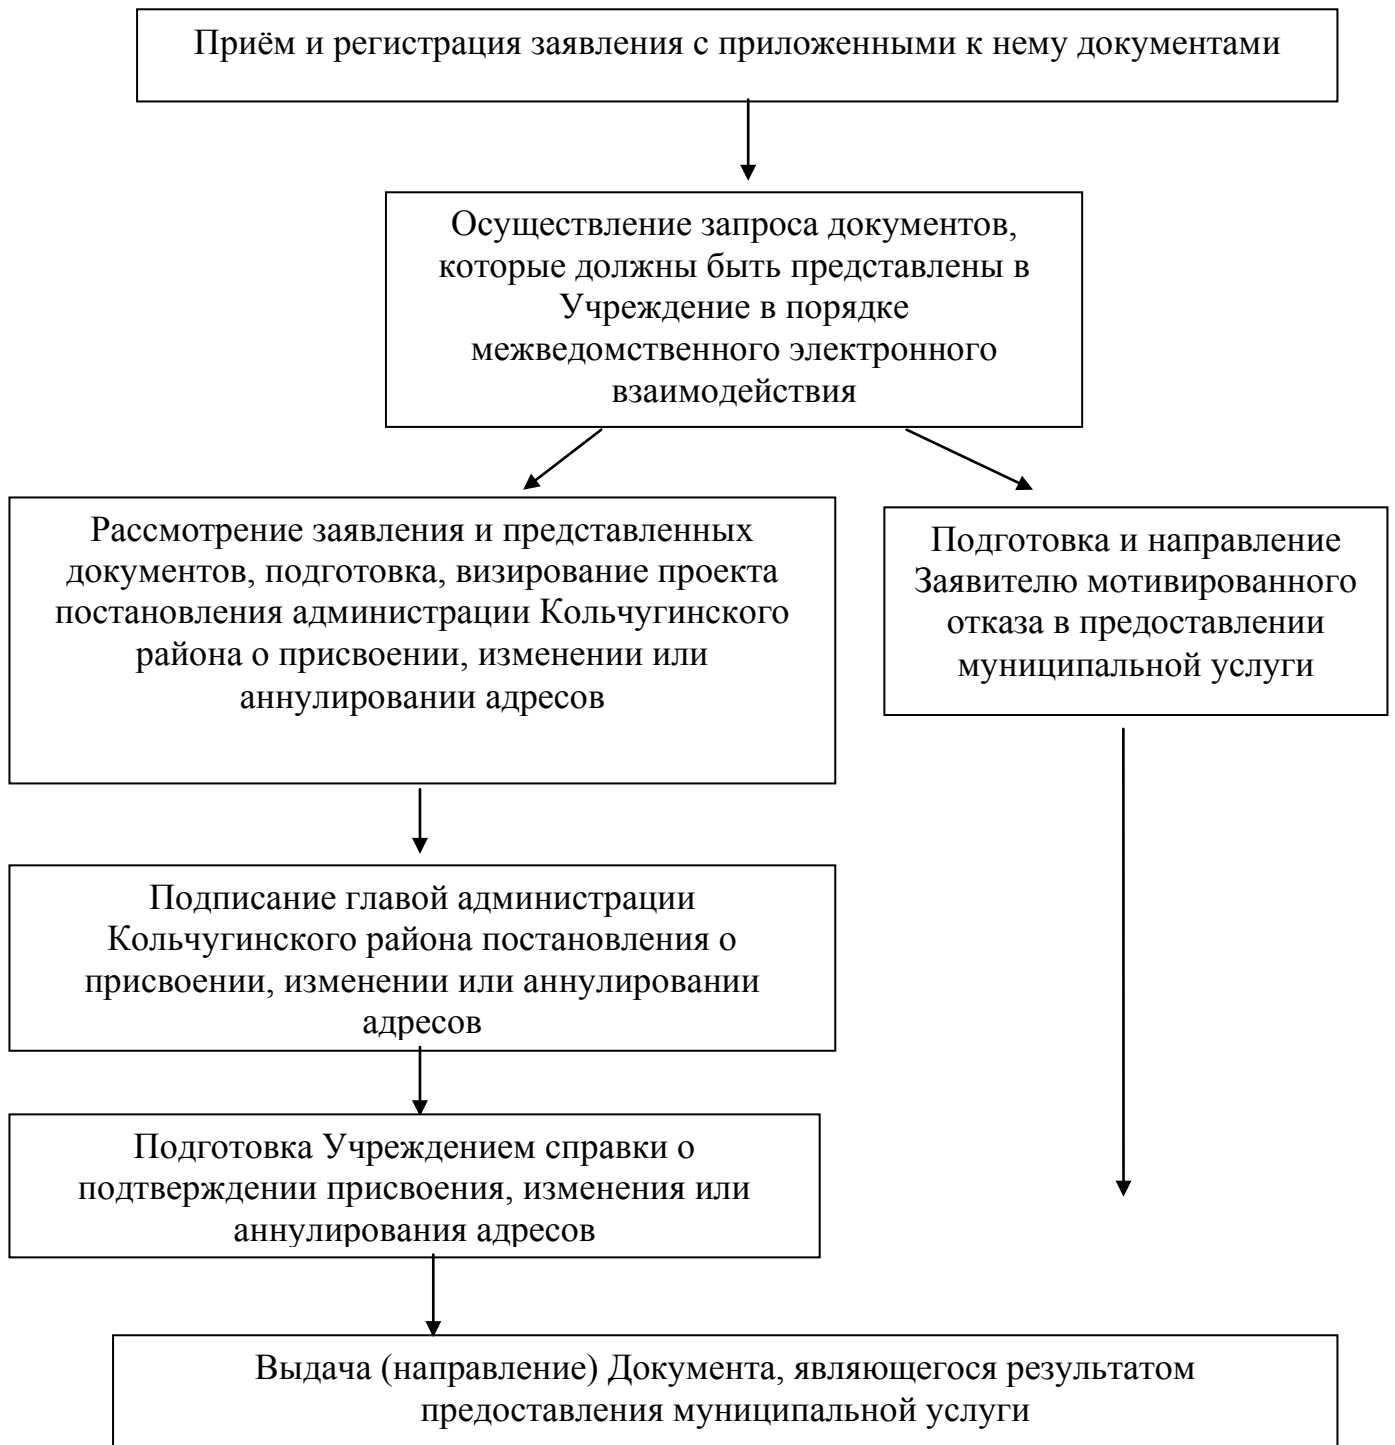 Приём и регистрация заявления с приложенными к нему документами
Осуществление запроса документов,
которые должны быть представлены в
Учреждение в порядке
межведомственного электронного
взаимодействия
Рассмотрение заявления и представленных
документов, подготовка, визирование проекта
постановления администрации Кольчугинского
района о присвоении, изменении или
аннулировании адресов
Подготовка и направление
Заявителю мотивированного
отказа в предоставлении
муниципальной услуги
Подписание главой администрации
Кольчугинского района постановления о
присвоении, изменении или аннулировании
адресов
Подготовка Учреждением справки о
подтверждении присвоения, изменения или
аннулирования адресов
Выдача (направление) Документа, являющегося результатом
предоставления муниципальной услуги